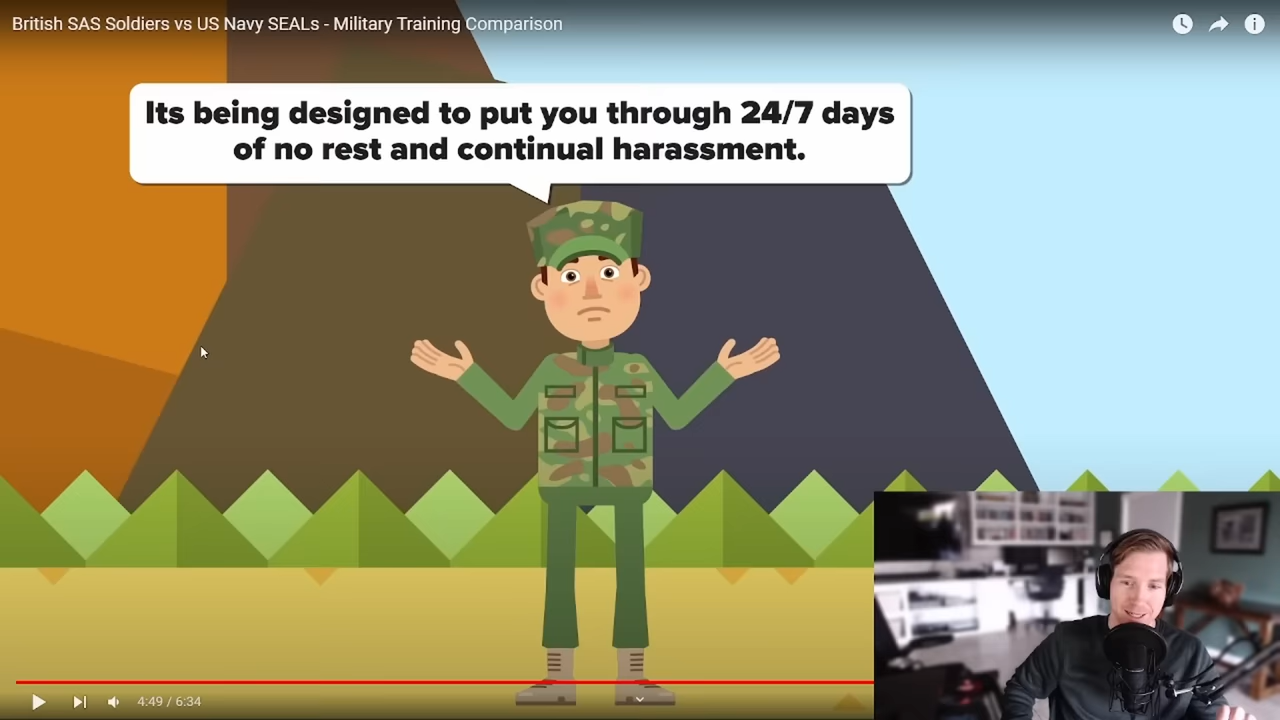 British SAS Soldiers vs US Navy SEALs - Military Training Comparison
Its being designed to put you through 24/7 days
of no rest and continual harassment.
4:49 / 6:34